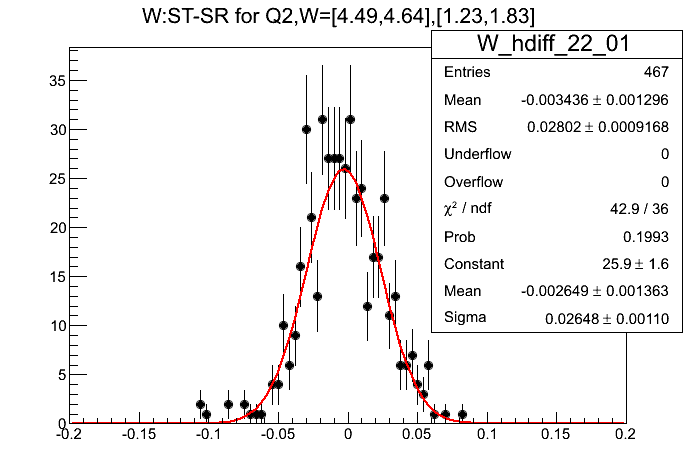 W:ST-SR for Q2,W=[4.49,4.64],[1.23,1.83]
W_hdiff_22_01
Entries 467
Mean -0.003436 ± 0.001296
RMS 0.02802 ± 0.0009168
Underflow 0
Overflow 0
χ² / ndf 42.9 / 36
Prob 0.1993
Constant 25.9 ± 1.6
Mean -0.002649 ± 0.001363
Sigma 0.02648 ± 0.00110
35
30
25
20
15
10
5
0
-0.2 -0.15 -0.1 -0.05 0 0.05 0.1 0.15 0.2